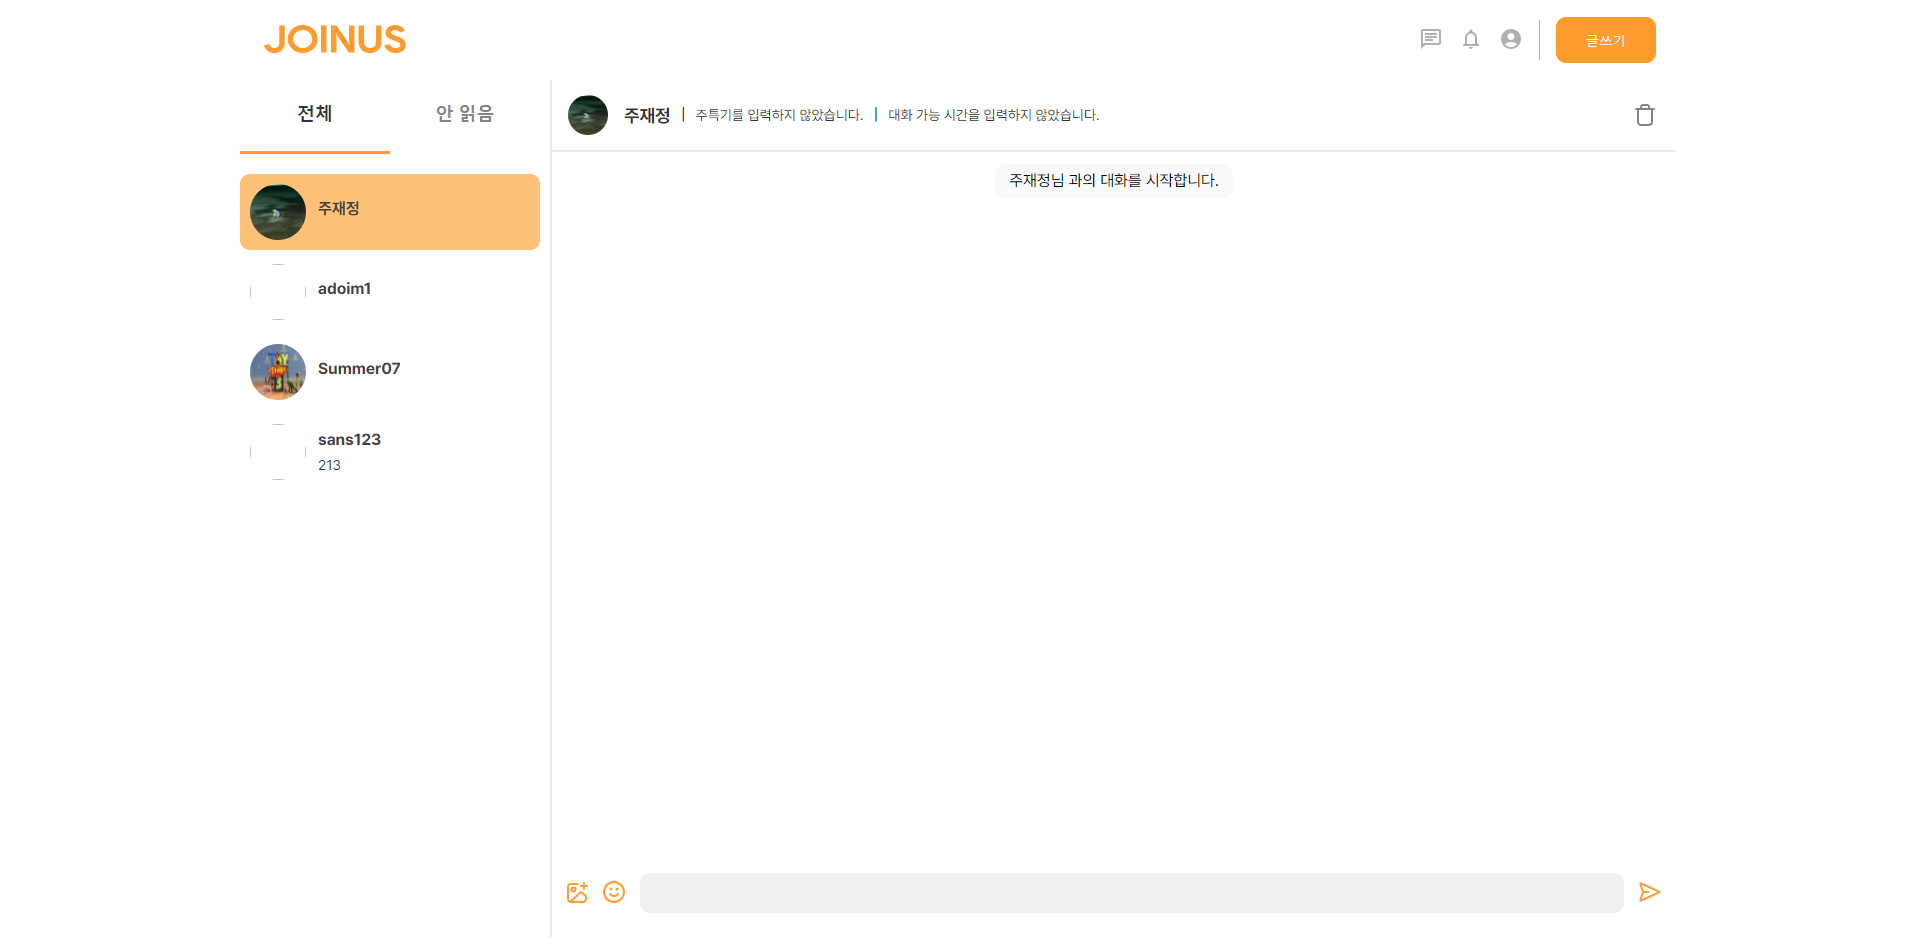 JOINUS
글쓰기
전체
안 읽음
주재정
adoim1
Summer07
sans123
213
주재정 | 주특기를 입력하지 않았습니다. | 대화 가능 시간을 입력하지 않았습니다.
주재정님 과의 대화를 시작합니다.